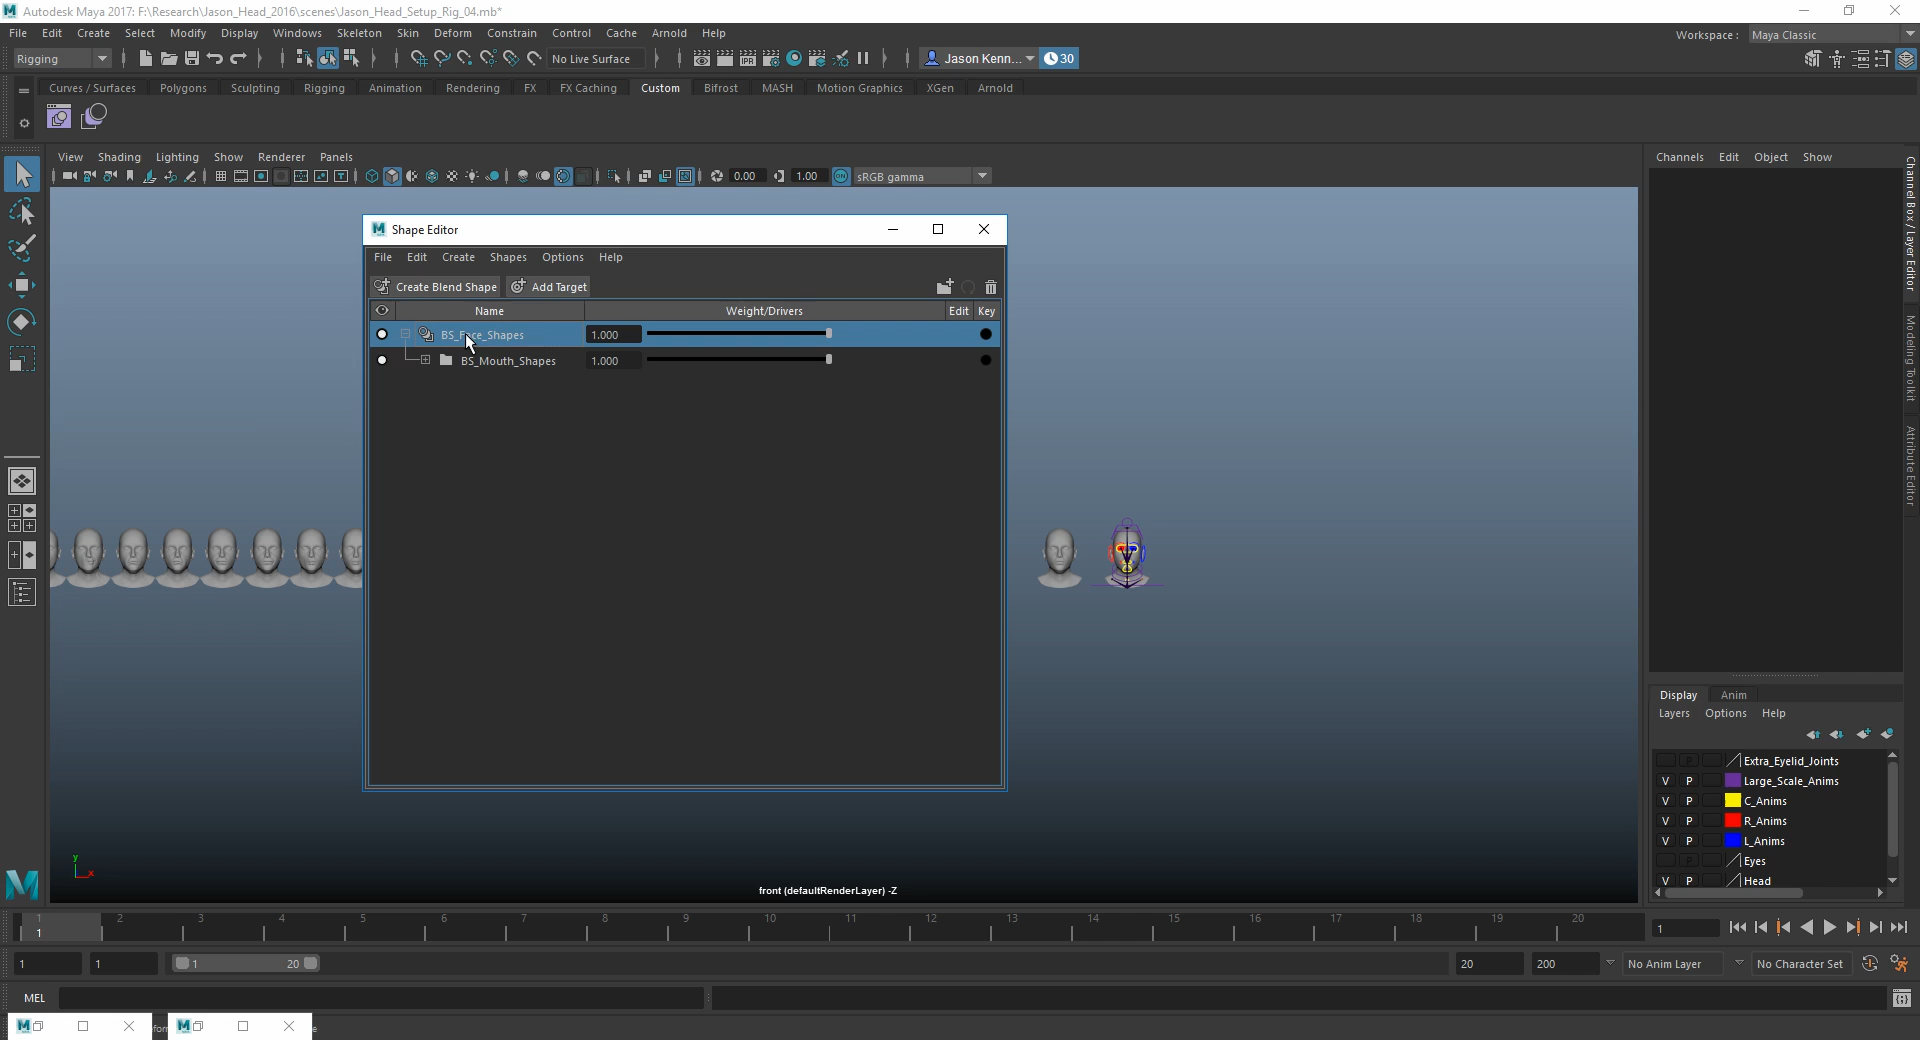 Autodesk Maya 2017: F:\Research\Jason_Head_2016\scenes\Jason_Head_Setup_Rig_04.mb*
File Edit Create Select Modify Display Windows Skeleton Skin Deform Constrain Control Cache Arnold Help
Workspace : Maya Classic
Rigging No Live Surface Jason Kenn... 30
Curves / Surfaces Polygons Sculpting Rigging Animation Rendering FX FX Caching Custom Bifrost MASH Motion Graphics XGen Arnold
View Shading Lighting Show Renderer Panels
0.00 1.00 sRGB gamma
Channels Edit Object Show
Channel Box / Layer Editor
Modeling Toolkit
Attribute Editor
Shape Editor
File Edit Create Shapes Options Help
Create Blend Shape Add Target
Name Weight/Drivers Edit Key
BS_Face_Shapes 1.000
BS_Mouth_Shapes 1.000
Display Anim
Layers Options Help
Extra_Eyelid_Joints
V P Large_Scale_Anims
V P C_Anims
V P R_Anims
V P L_Anims
Eyes
V P Head
y
x
front (defaultRenderLayer) -Z
1 2 3 4 5 6 7 8 9 10 11 12 13 14 15 16 17 18 19 20
1
1
1 1 1 20 20 200 No Anim Layer No Character Set
MEL